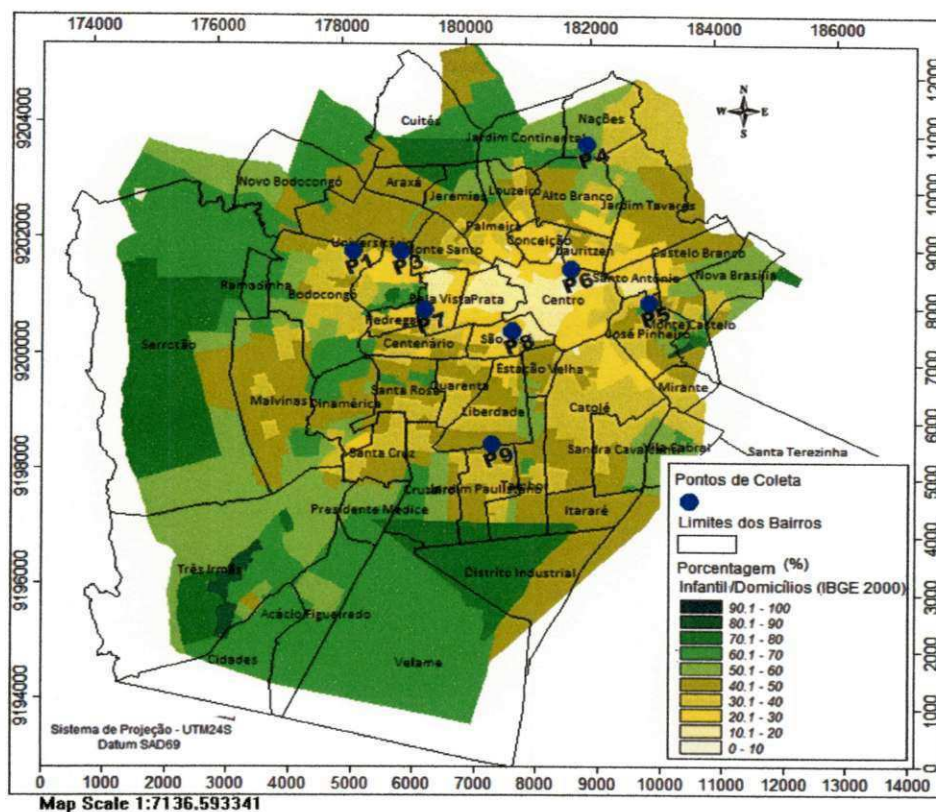 174000 176000 178000 180000 182000 184000 186000
N
W E
S
Cuités
Nações
Jardim Continental
P4
Novo Bodocongó
Araxá
Jeremias
Louzeiro
Alto Branco
Jardim Tavares
Palmeira
Conceição
Lauritzen
Castelo Branco
Nova Brasília
Monte Santo
P1
P3
Ramadinha
Bodocongó
Bela Vista
Prata
Centro
P6
Santo Antônio
P5
Monte Castelo
José Pinheiro
P7
Pedregal
Centenário
São
P8
Serrotão
Estação Velha
Mirante
Santa Rosa
Quarenta
Malvinas
Dinamérica
Liberdade
Catolé
Santa Cruz
P9
Sandra Cavalcante
Vila Cabral
Santa Terezinha
Jardim Paulistano
Presidente Médice
Itararé
Três Irmãs
Distrito Industrial
Acácio Figueiredo
Cidades
Velame
9204000
9202000
9200000
9198000
9196000
9194000
12000
11000
10000
9000
8000
7000
6000
5000
4000
3000
2000
1000
0
Pontos de Coleta
Limites dos Bairros
Porcentagem (%)
Infantil/Domicílios (IBGE 2000)
90.1 - 100
80.1 - 90
70.1 - 80
60.1 - 70
50.1 - 60
40.1 - 50
30.1 - 40
20.1 - 30
10.1 - 20
0 - 10
Sistema de Projeção - UTM24S
Datum SAD69
0 1000 2000 3000 4000 5000 6000 7000 8000 9000 10000 11000 12000 13000 14000
Map Scale 1:7136.593341